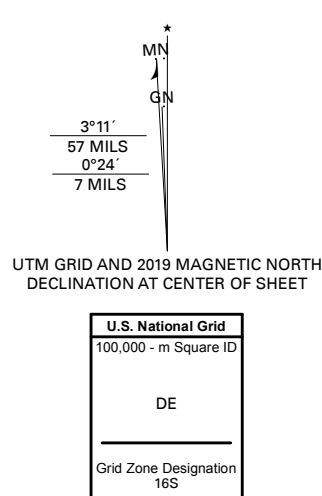 MN
GN
3°11´
57 MILS
0°24´
7 MILS
UTM GRID AND 2019 MAGNETIC NORTH
DECLINATION AT CENTER OF SHEET
U.S. National Grid
100,000 - m Square ID
DE
Grid Zone Designation
16S